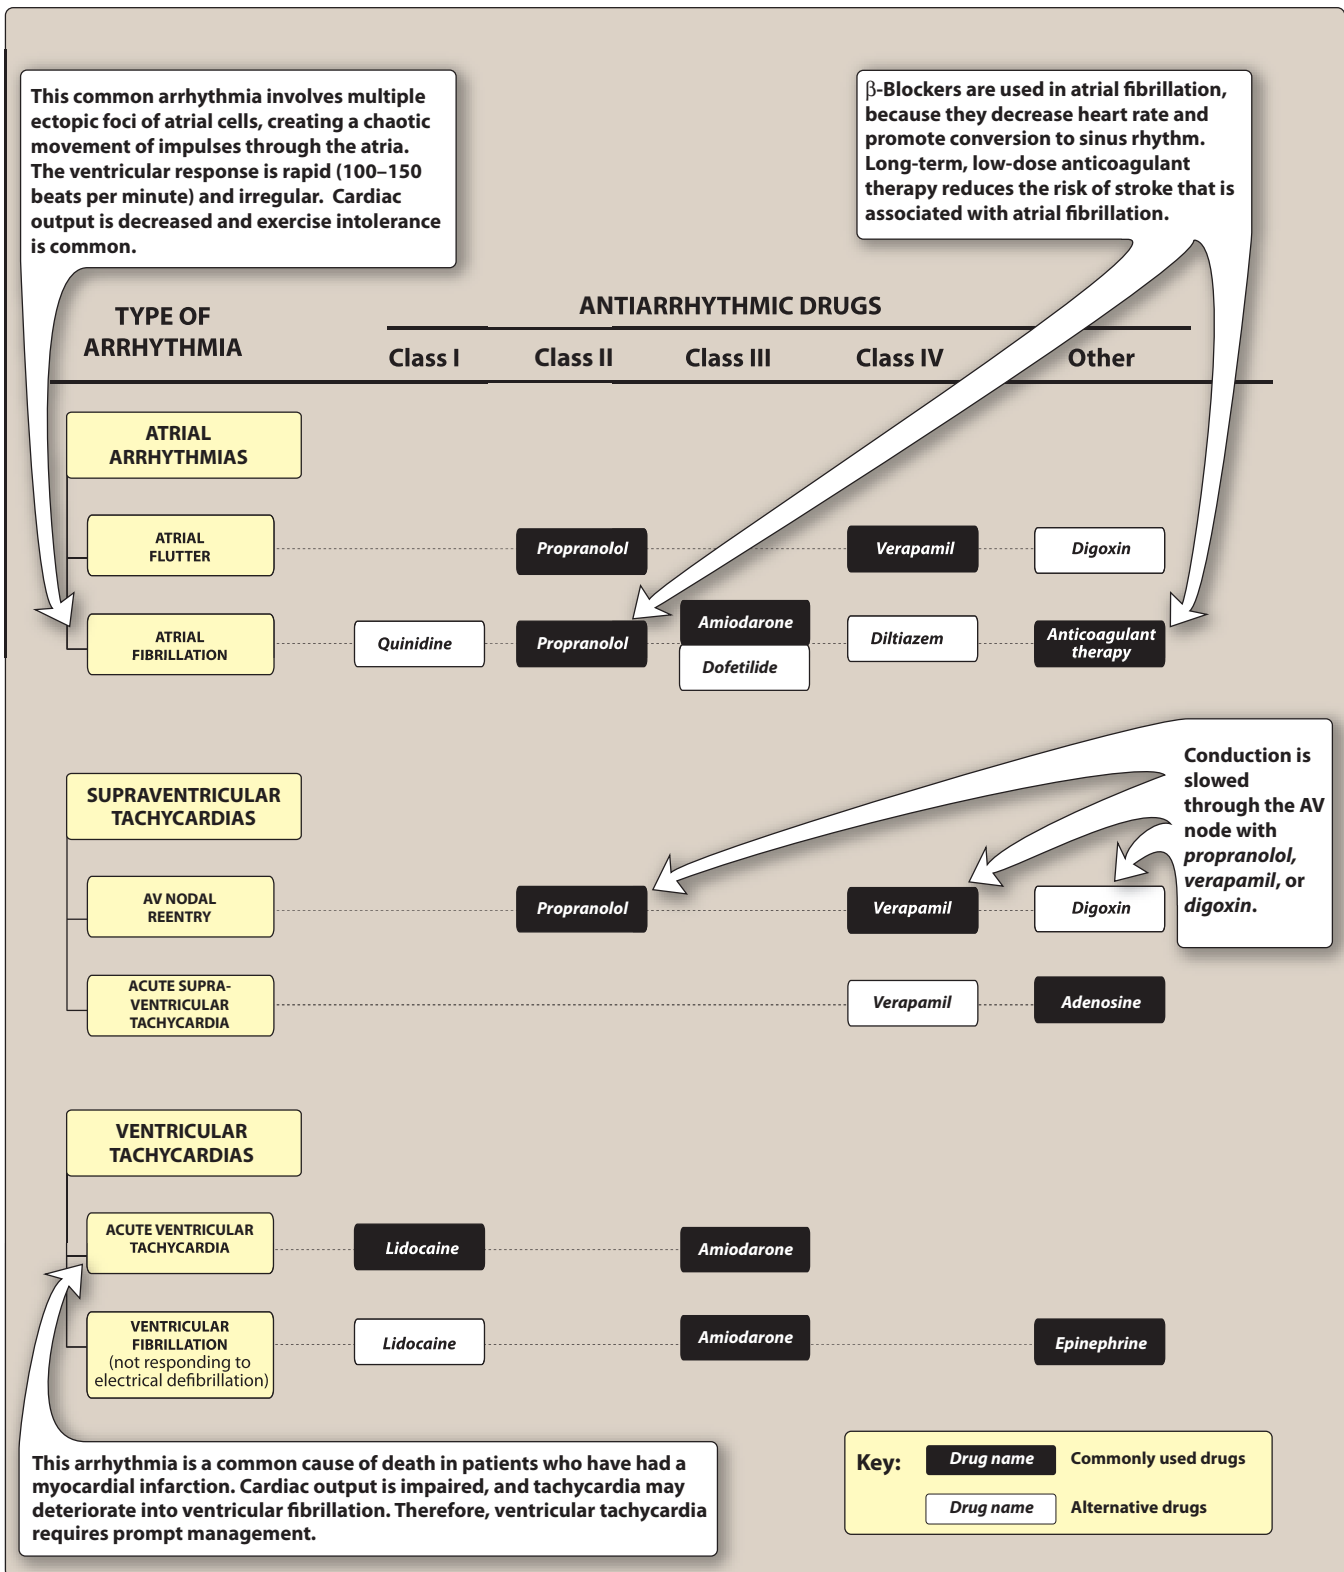 This common arrhythmia involves multiple
ectopic foci of atrial cells, creating a chaotic
movement of impulses through the atria.
The ventricular response is rapid (100–150
beats per minute) and irregular. Cardiac
output is decreased and exercise intolerance
is common.
β-Blockers are used in atrial fibrillation,
because they decrease heart rate and
promote conversion to sinus rhythm.
Long-term, low-dose anticoagulant
therapy reduces the risk of stroke that is
associated with atrial fibrillation.
TYPE OF
ARRHYTHMIA
ANTIARRHYTHMIC DRUGS
Class I
Class II
Class III
Class IV
Other
ATRIAL
ARRHYTHMIAS
ATRIAL
FLUTTER
Propranolol
Verapamil
Digoxin
ATRIAL
FIBRILLATION
Quinidine
Propranolol
Amiodarone
Dofetilide
Diltiazem
Anticoagulant
therapy
Conduction is
slowed
through the AV
node with
propranolol,
verapamil, or
digoxin.
SUPRAVENTRICULAR
TACHYCARDIAS
AV NODAL
REENTRY
Propranolol
Verapamil
Digoxin
ACUTE SUPRA-
VENTRICULAR
TACHYCARDIA
Verapamil
Adenosine
VENTRICULAR
TACHYCARDIAS
ACUTE VENTRICULAR
TACHYCARDIA
Lidocaine
Amiodarone
VENTRICULAR
FIBRILLATION
(not responding to
electrical defibrillation)
Lidocaine
Amiodarone
Epinephrine
This arrhythmia is a common cause of death in patients who have had a
myocardial infarction. Cardiac output is impaired, and tachycardia may
deteriorate into ventricular fibrillation. Therefore, ventricular tachycardia
requires prompt management.
Key:
Drug name Commonly used drugs
Drug name Alternative drugs